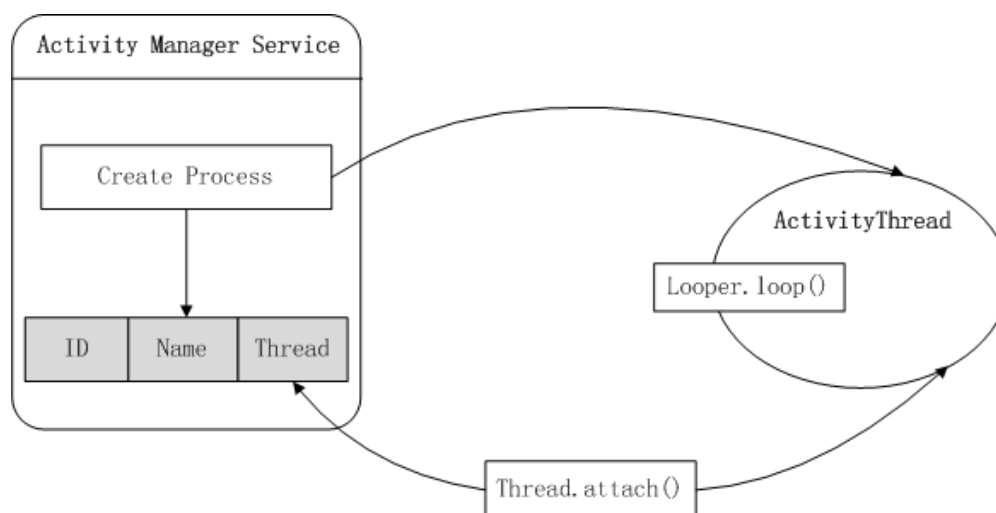 Activity Manager Service
Create Process
ActivityThread
Looper.loop()
ID
Name
Thread
Thread.attach()